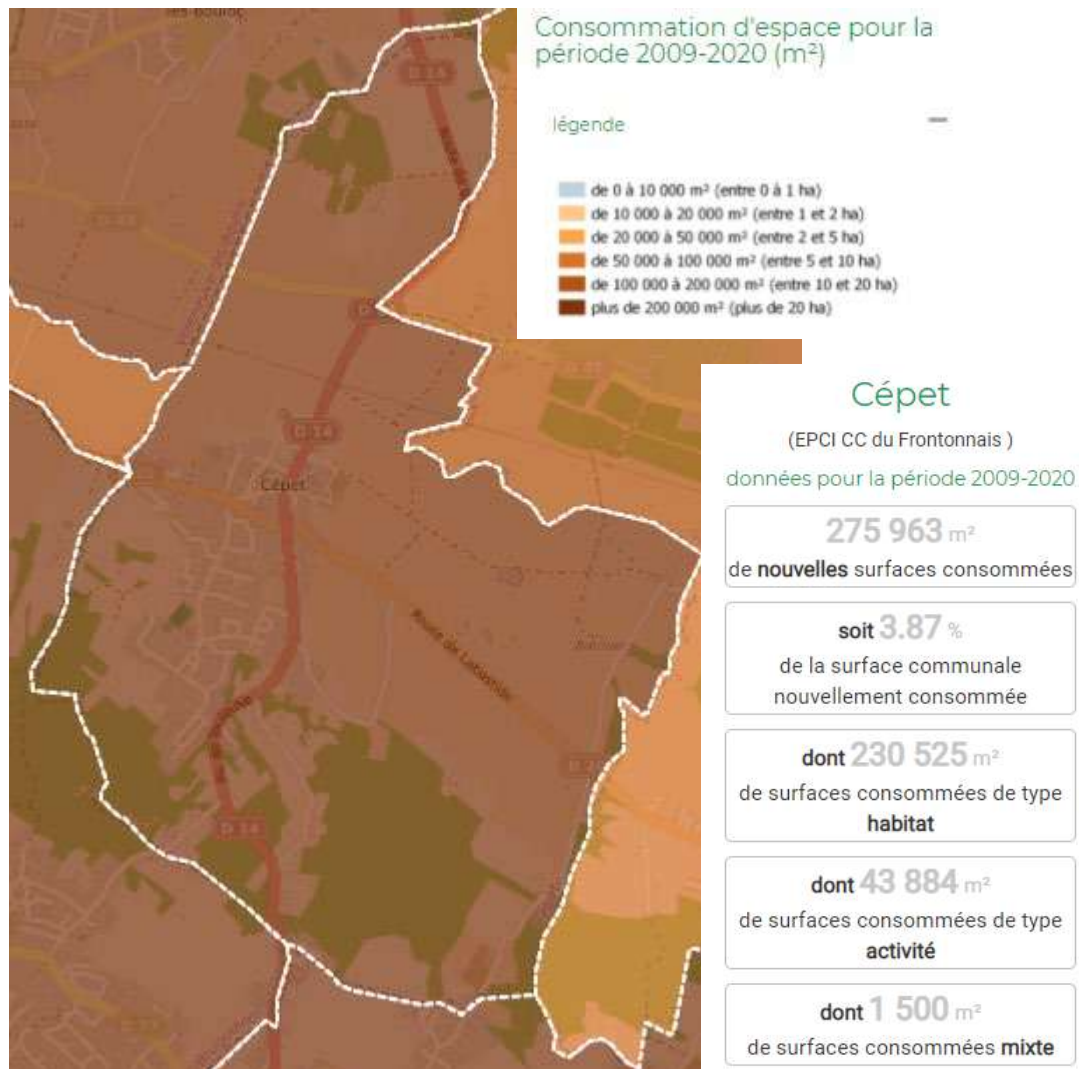 Consommation d'espace pour la
période 2009-2020 (m²)
légende
de 0 à 10 000 m² (entre 0 à 1 ha)
de 10 000 à 20 000 m² (entre 1 et 2 ha)
de 20 000 à 50 000 m² (entre 2 et 5 ha)
de 50 000 à 100 000 m² (entre 5 et 10 ha)
de 100 000 à 200 000 m² (entre 10 et 20 ha)
plus de 200 000 m² (plus de 20 ha)
D 14
D 14
Cépet
Route de Labastide
D 20
D 14
Cépet
(EPCI CC du Frontonnais )
données pour la période 2009-2020
275 963 m²
de nouvelles surfaces consommées
soit 3.87 %
de la surface communale
nouvellement consommée
dont 230 525 m²
de surfaces consommées de type
habitat
dont 43 884 m²
de surfaces consommées de type
activité
dont 1 500 m²
de surfaces consommées mixte